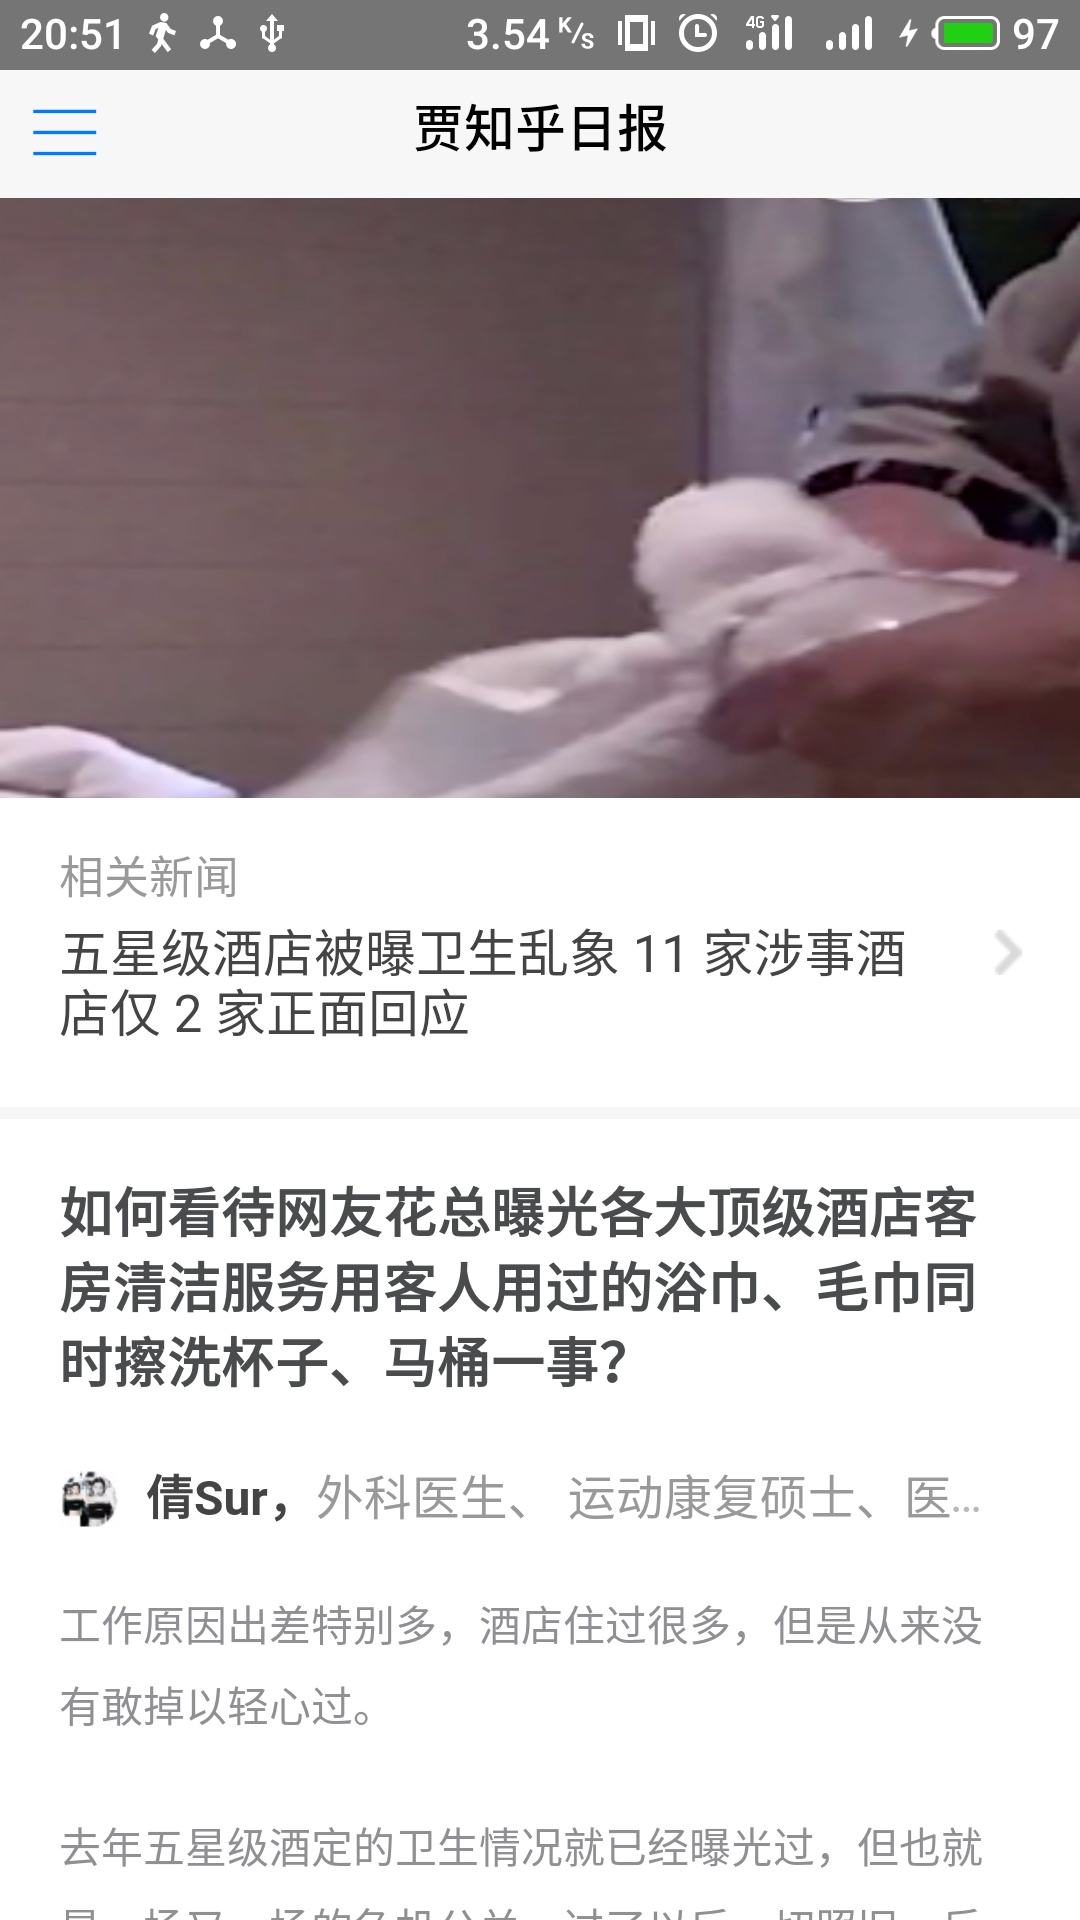 20:51 3.54 K/s 4G 97
贾知乎日报
相关新闻
五星级酒店被曝卫生乱象 11 家涉事酒
店仅 2 家正面回应
如何看待网友花总曝光各大顶级酒店客
房清洁服务用客人用过的浴巾、毛巾同
时擦洗杯子、马桶一事？
倩Sur，外科医生、 运动康复硕士、医…
工作原因出差特别多，酒店住过很多，但是从来没
有敢掉以轻心过。
去年五星级酒定的卫生情况就已经曝光过，但也就